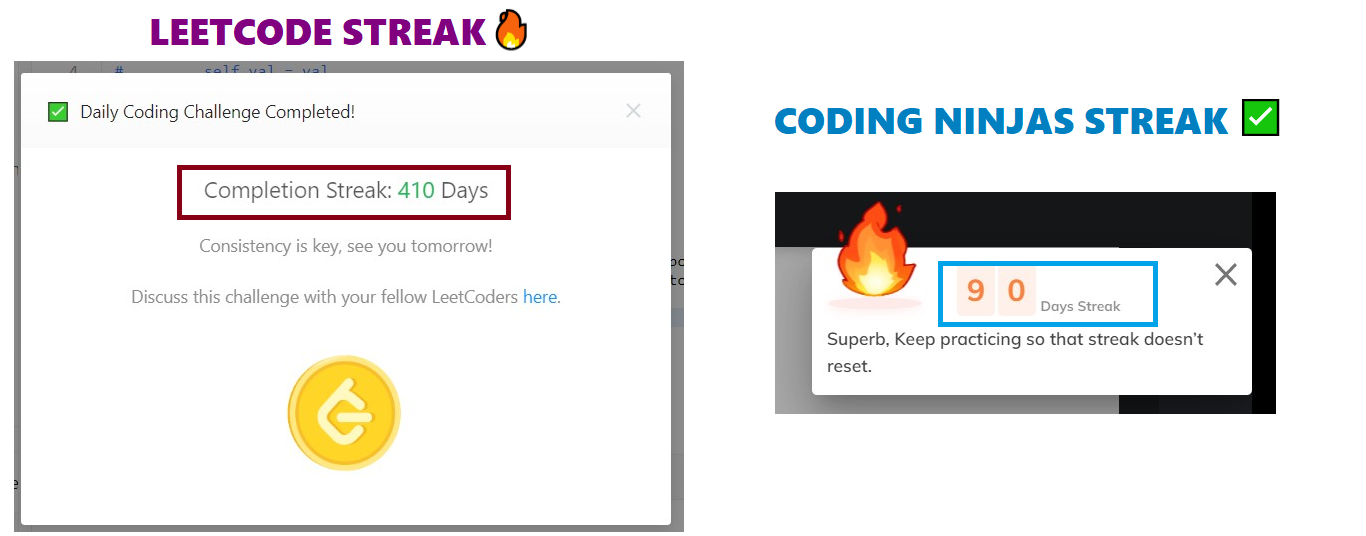 LEETCODE STREAK🔥
4 # self.val = val
✅ Daily Coding Challenge Completed!
Completion Streak: 410 Days
Consistency is key, see you tomorrow!
Discuss this challenge with your fellow LeetCoders here.
CODING NINJAS STREAK ✅
9 0 Days Streak
Superb, Keep practicing so that streak doesn't
reset.